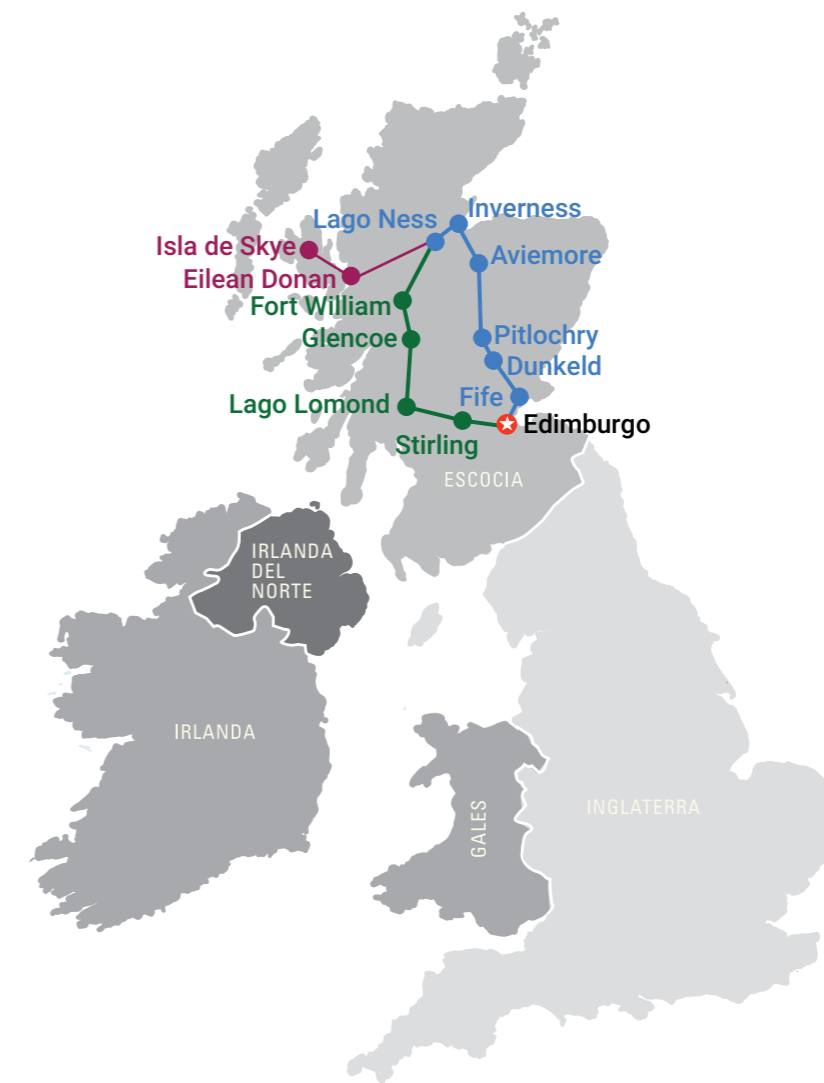 Inverness
Lago Ness
Isla de Skye
Aviemore
Eilean Donan
Fort William
Glencoe
Pitlochry
Dunkeld
Fife
Lago Lomond
Edimburgo
Stirling
ESCOCIA
IRLANDA
DEL
NORTE
IRLANDA
GALES
INGLATERRA